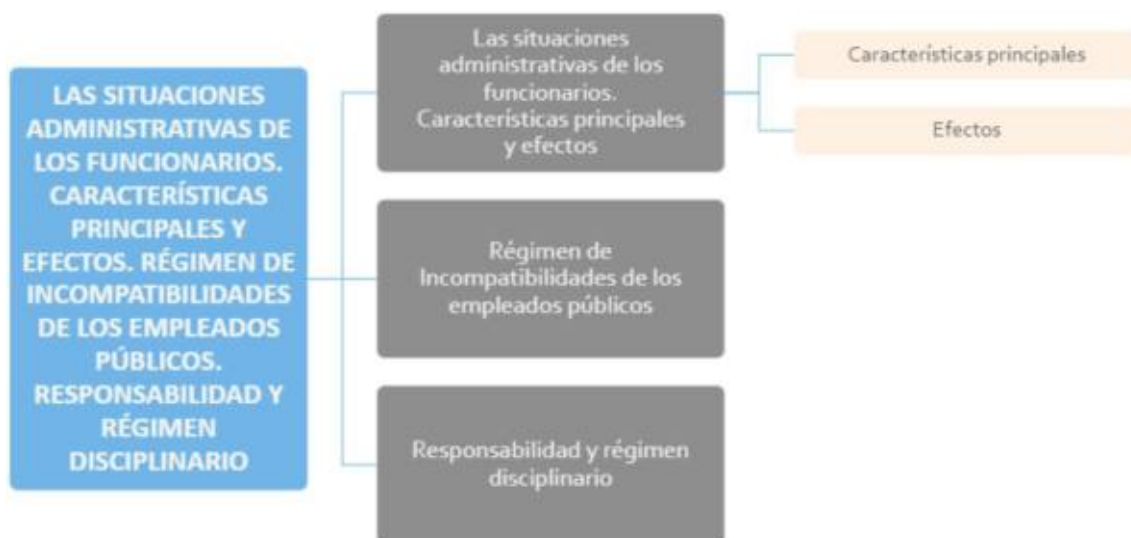 LAS SITUACIONES
ADMINISTRATIVAS DE
LOS FUNCIONARIOS.
CARACTERÍSTICAS
PRINCIPALES Y
EFECTOS. RÉGIMEN DE
INCOMPATIBILIDADES
DE LOS EMPLEADOS
PÚBLICOS.
RESPONSABILIDAD Y
RÉGIMEN
DISCIPLINARIO
Las situaciones
administrativas de los
funcionarios.
Características principales
y efectos
Características principales
Efectos
Régimen de
Incompatibilidades de los
empleados públicos
Responsabilidad y régimen
disciplinario